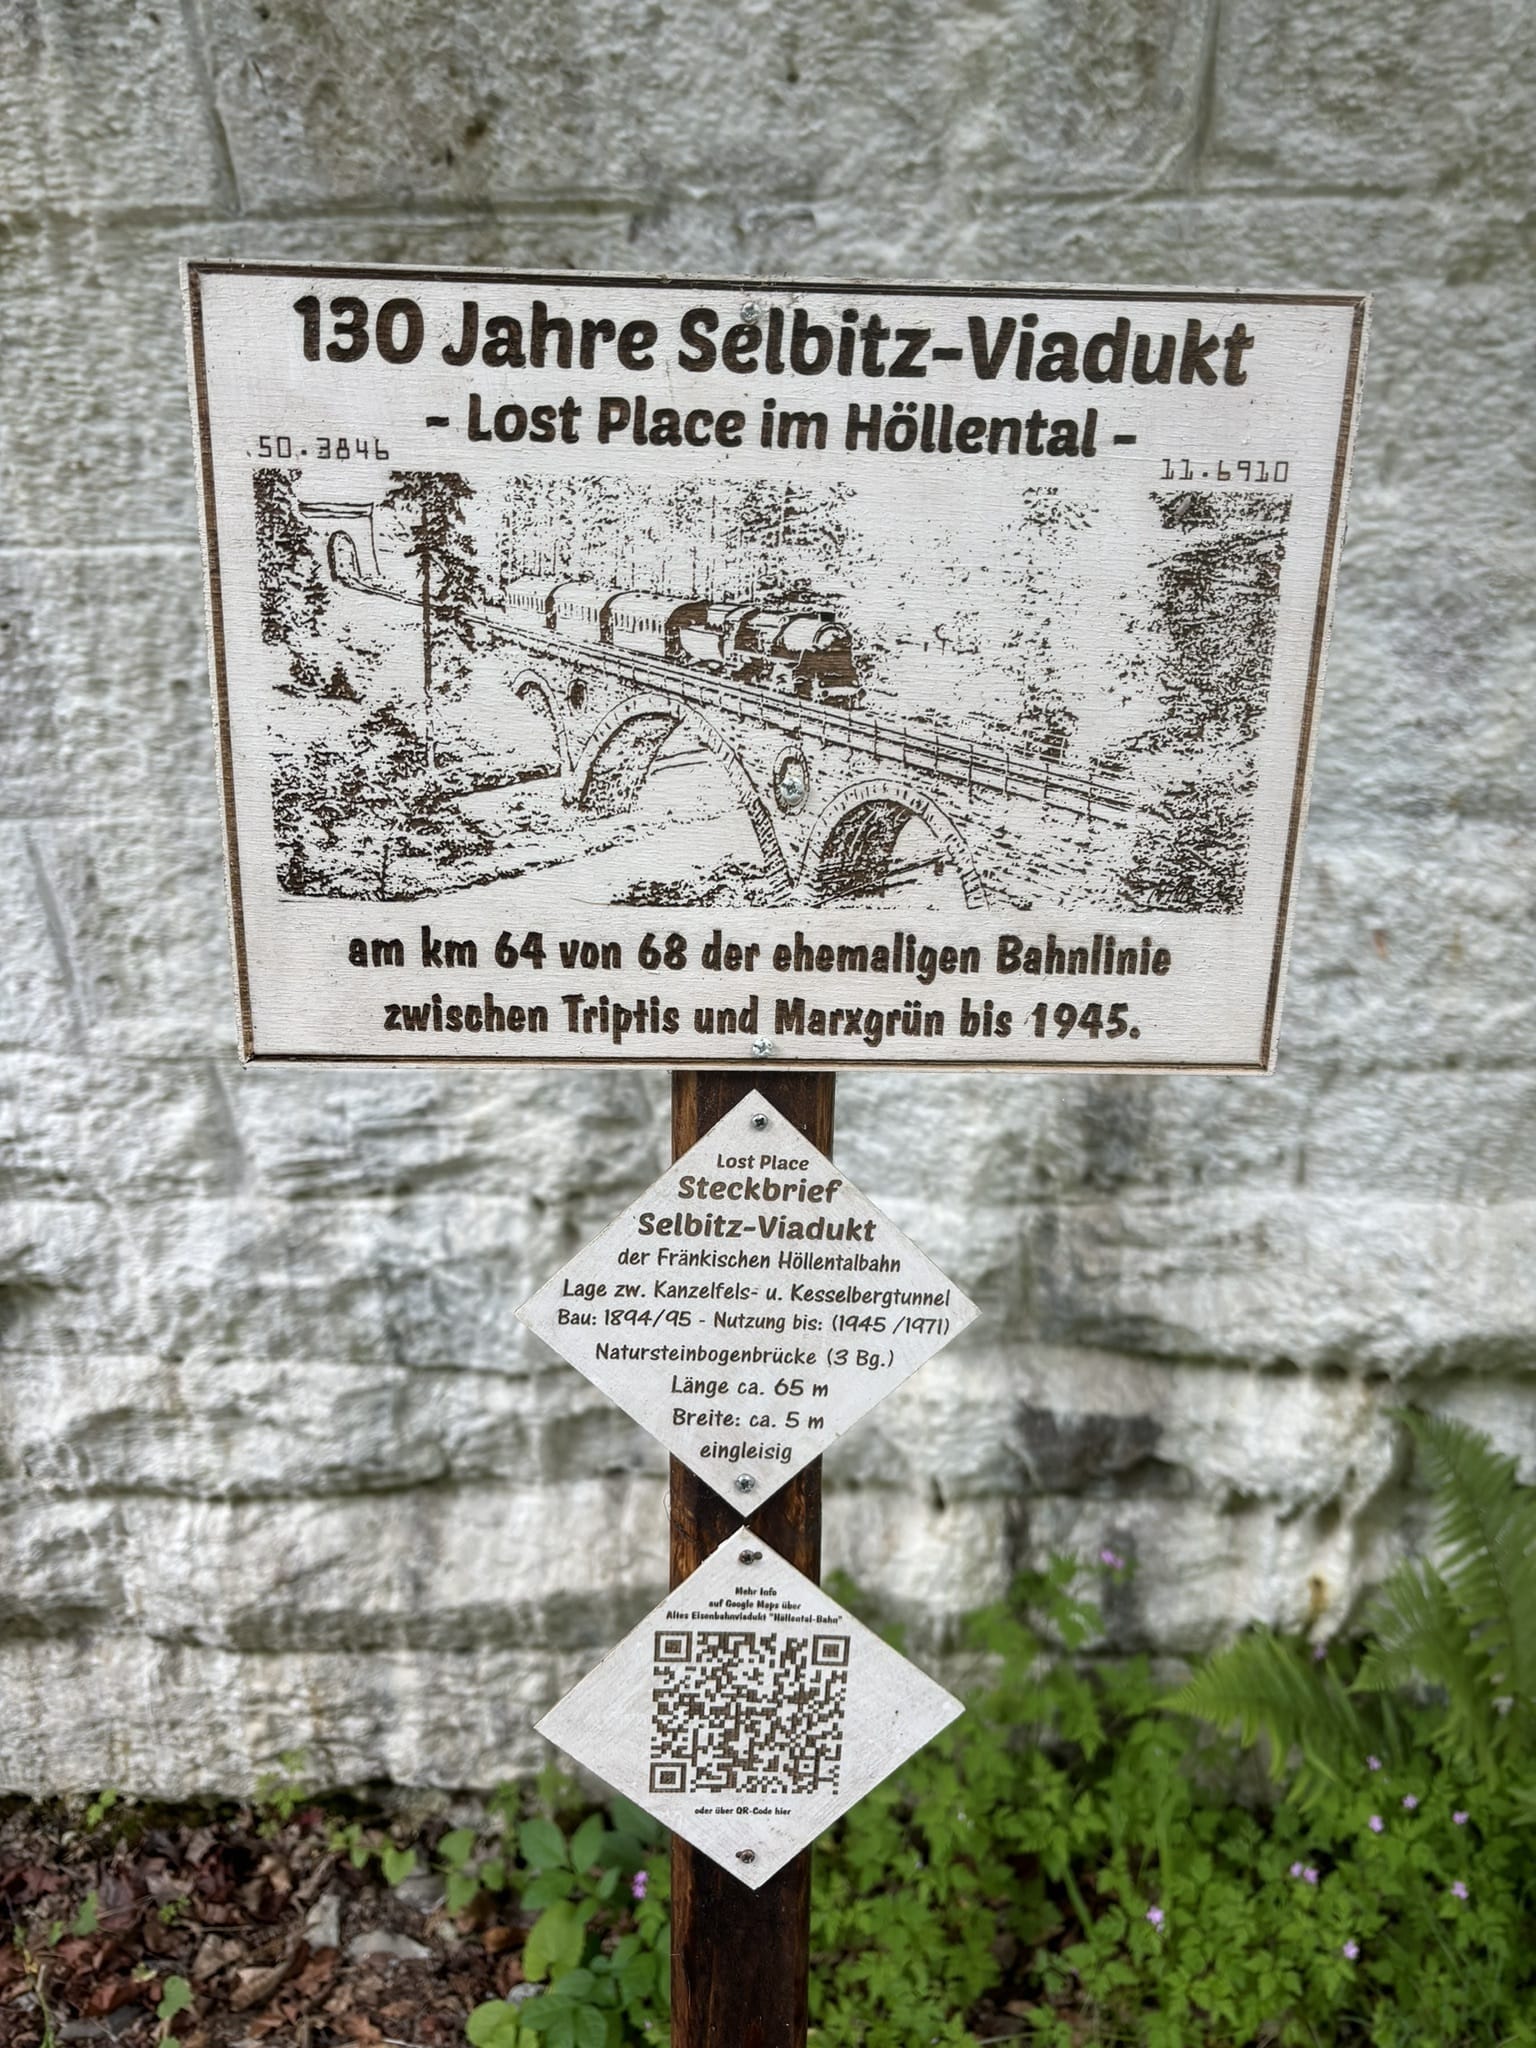 130 Jahre Selbitz-Viadukt
- Lost Place im Höllental -
50.3846
11.6910
am km 64 von 68 der ehemaligen Bahnlinie
zwischen Triptis und Marxgrün bis 1945.
Lost Place
Steckbrief
Selbitz-Viadukt
der Fränkischen Höllentalbahn
Lage zw. Kanzelfels- u. Kesselbergtunnel
Bau: 1894/95 - Nutzung bis: (1945 /1971)
Natursteinbogenbrücke (3 Bg.)
Länge ca. 65 m
Breite: ca. 5 m
eingleisig
Mehr Info
auf Google Maps über
Altes Eisenbahnviadukt "Höllental-Bahn"
oder über QR-Code hier